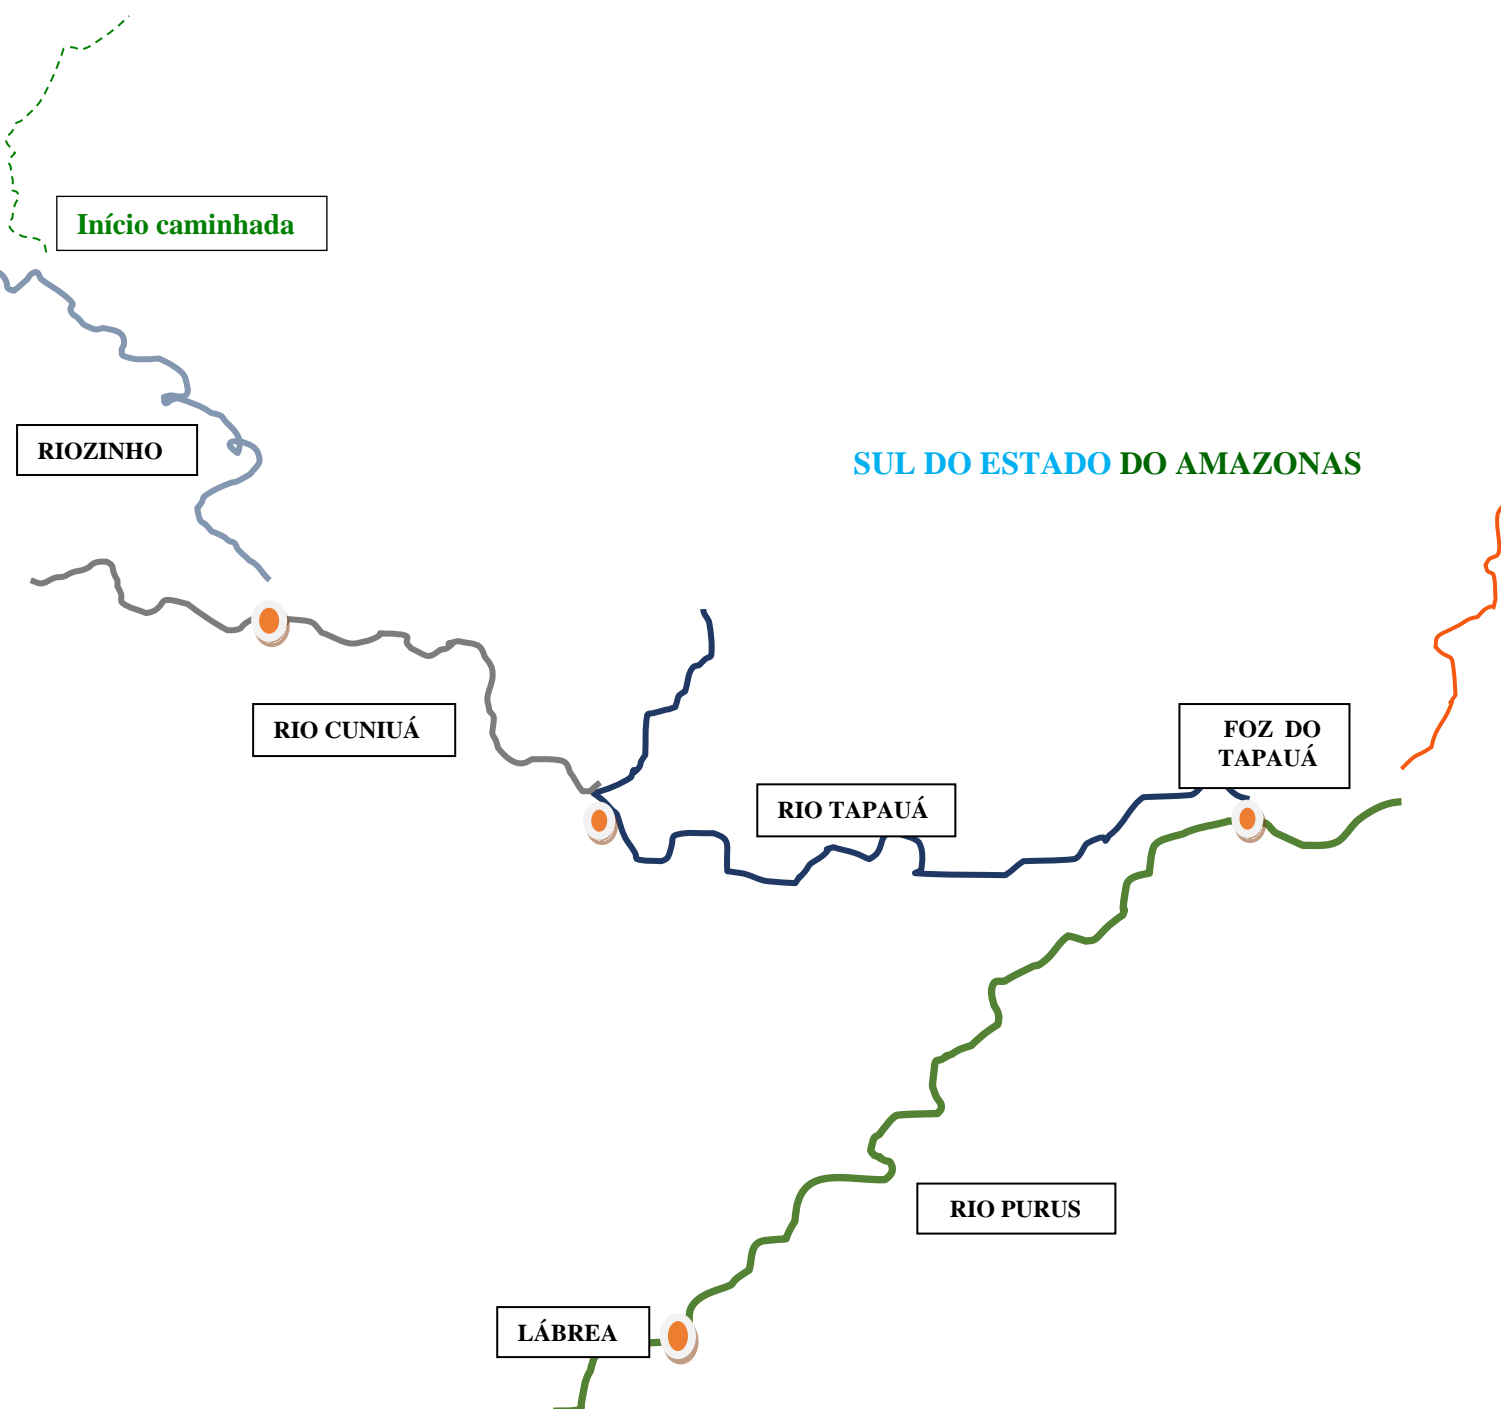 Início caminhada
RIOZINHO
SUL DO ESTADO DO AMAZONAS
RIO CUNIUÁ
FOZ DO
TAPAUÁ
RIO TAPAUÁ
RIO PURUS
LÁBREA